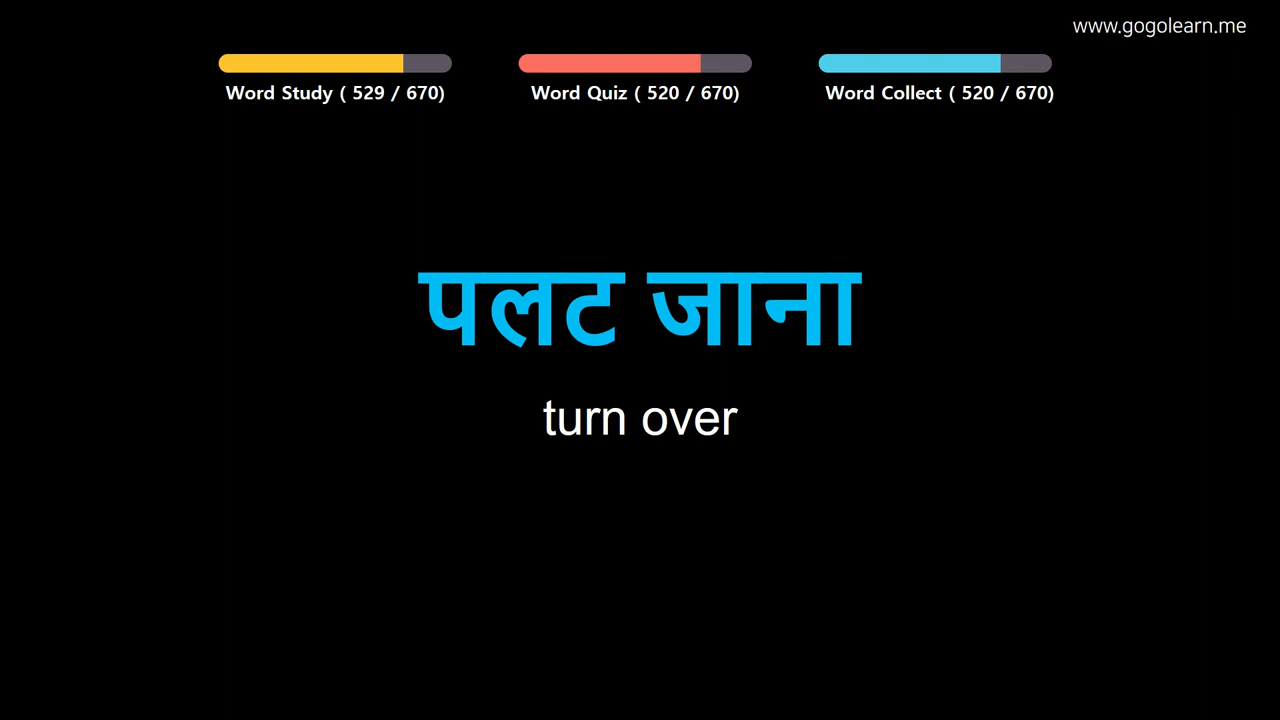 www.gogolearn.me
Word Study ( 529 / 670)
Word Quiz ( 520 / 670)
Word Collect ( 520 / 670)
पलट जाना
turn over